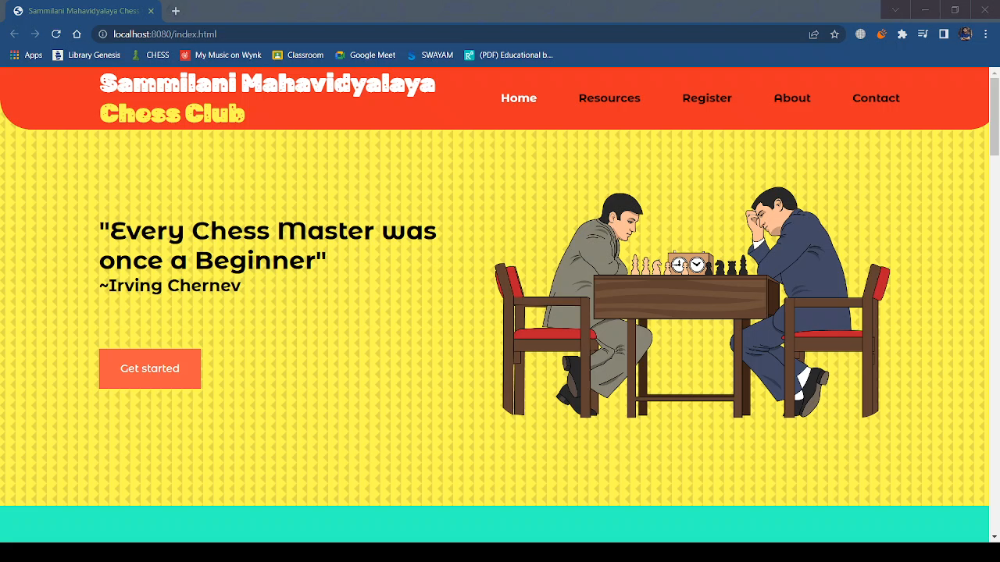 Sammilani Mahavidyalaya Chess
localhost:8080/index.html
Apps
Library Genesis
CHESS
My Music on Wynk
Classroom
Google Meet
SWAYAM
(PDF) Educational b...
Sammilani Mahavidyalaya
Chess Club
Home
Resources
Register
About
Contact
"Every Chess Master was
once a Beginner"
~Irving Chernev
Get started